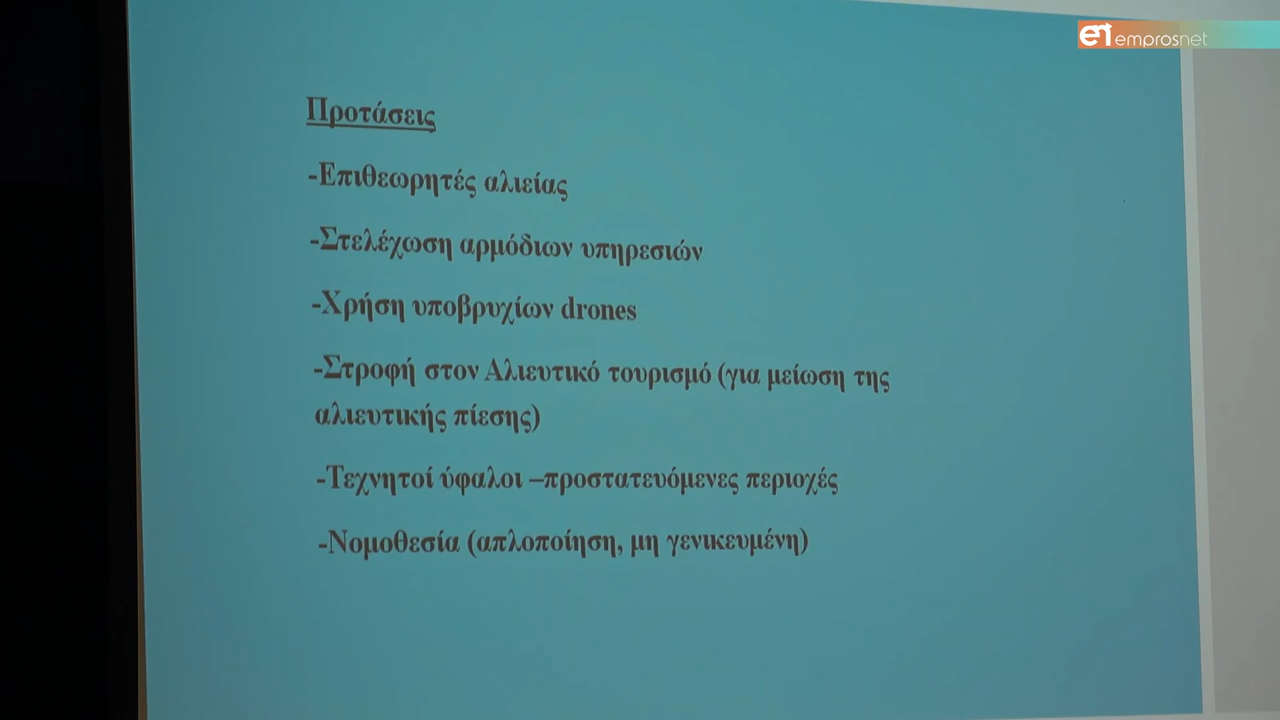 emprosnet
Προτάσεις
-Επιθεωρητές αλιείας
-Στελέχωση αρμόδιων υπηρεσιών
-Χρήση υποβρυχίων drones
-Στροφή στον Αλιευτικό τουρισμό (για μείωση της
αλιευτικής πίεσης)
-Τεχνητοί ύφαλοι –προστατευόμενες περιοχές
-Νομοθεσία (απλοποίηση, μη γενικευμένη)